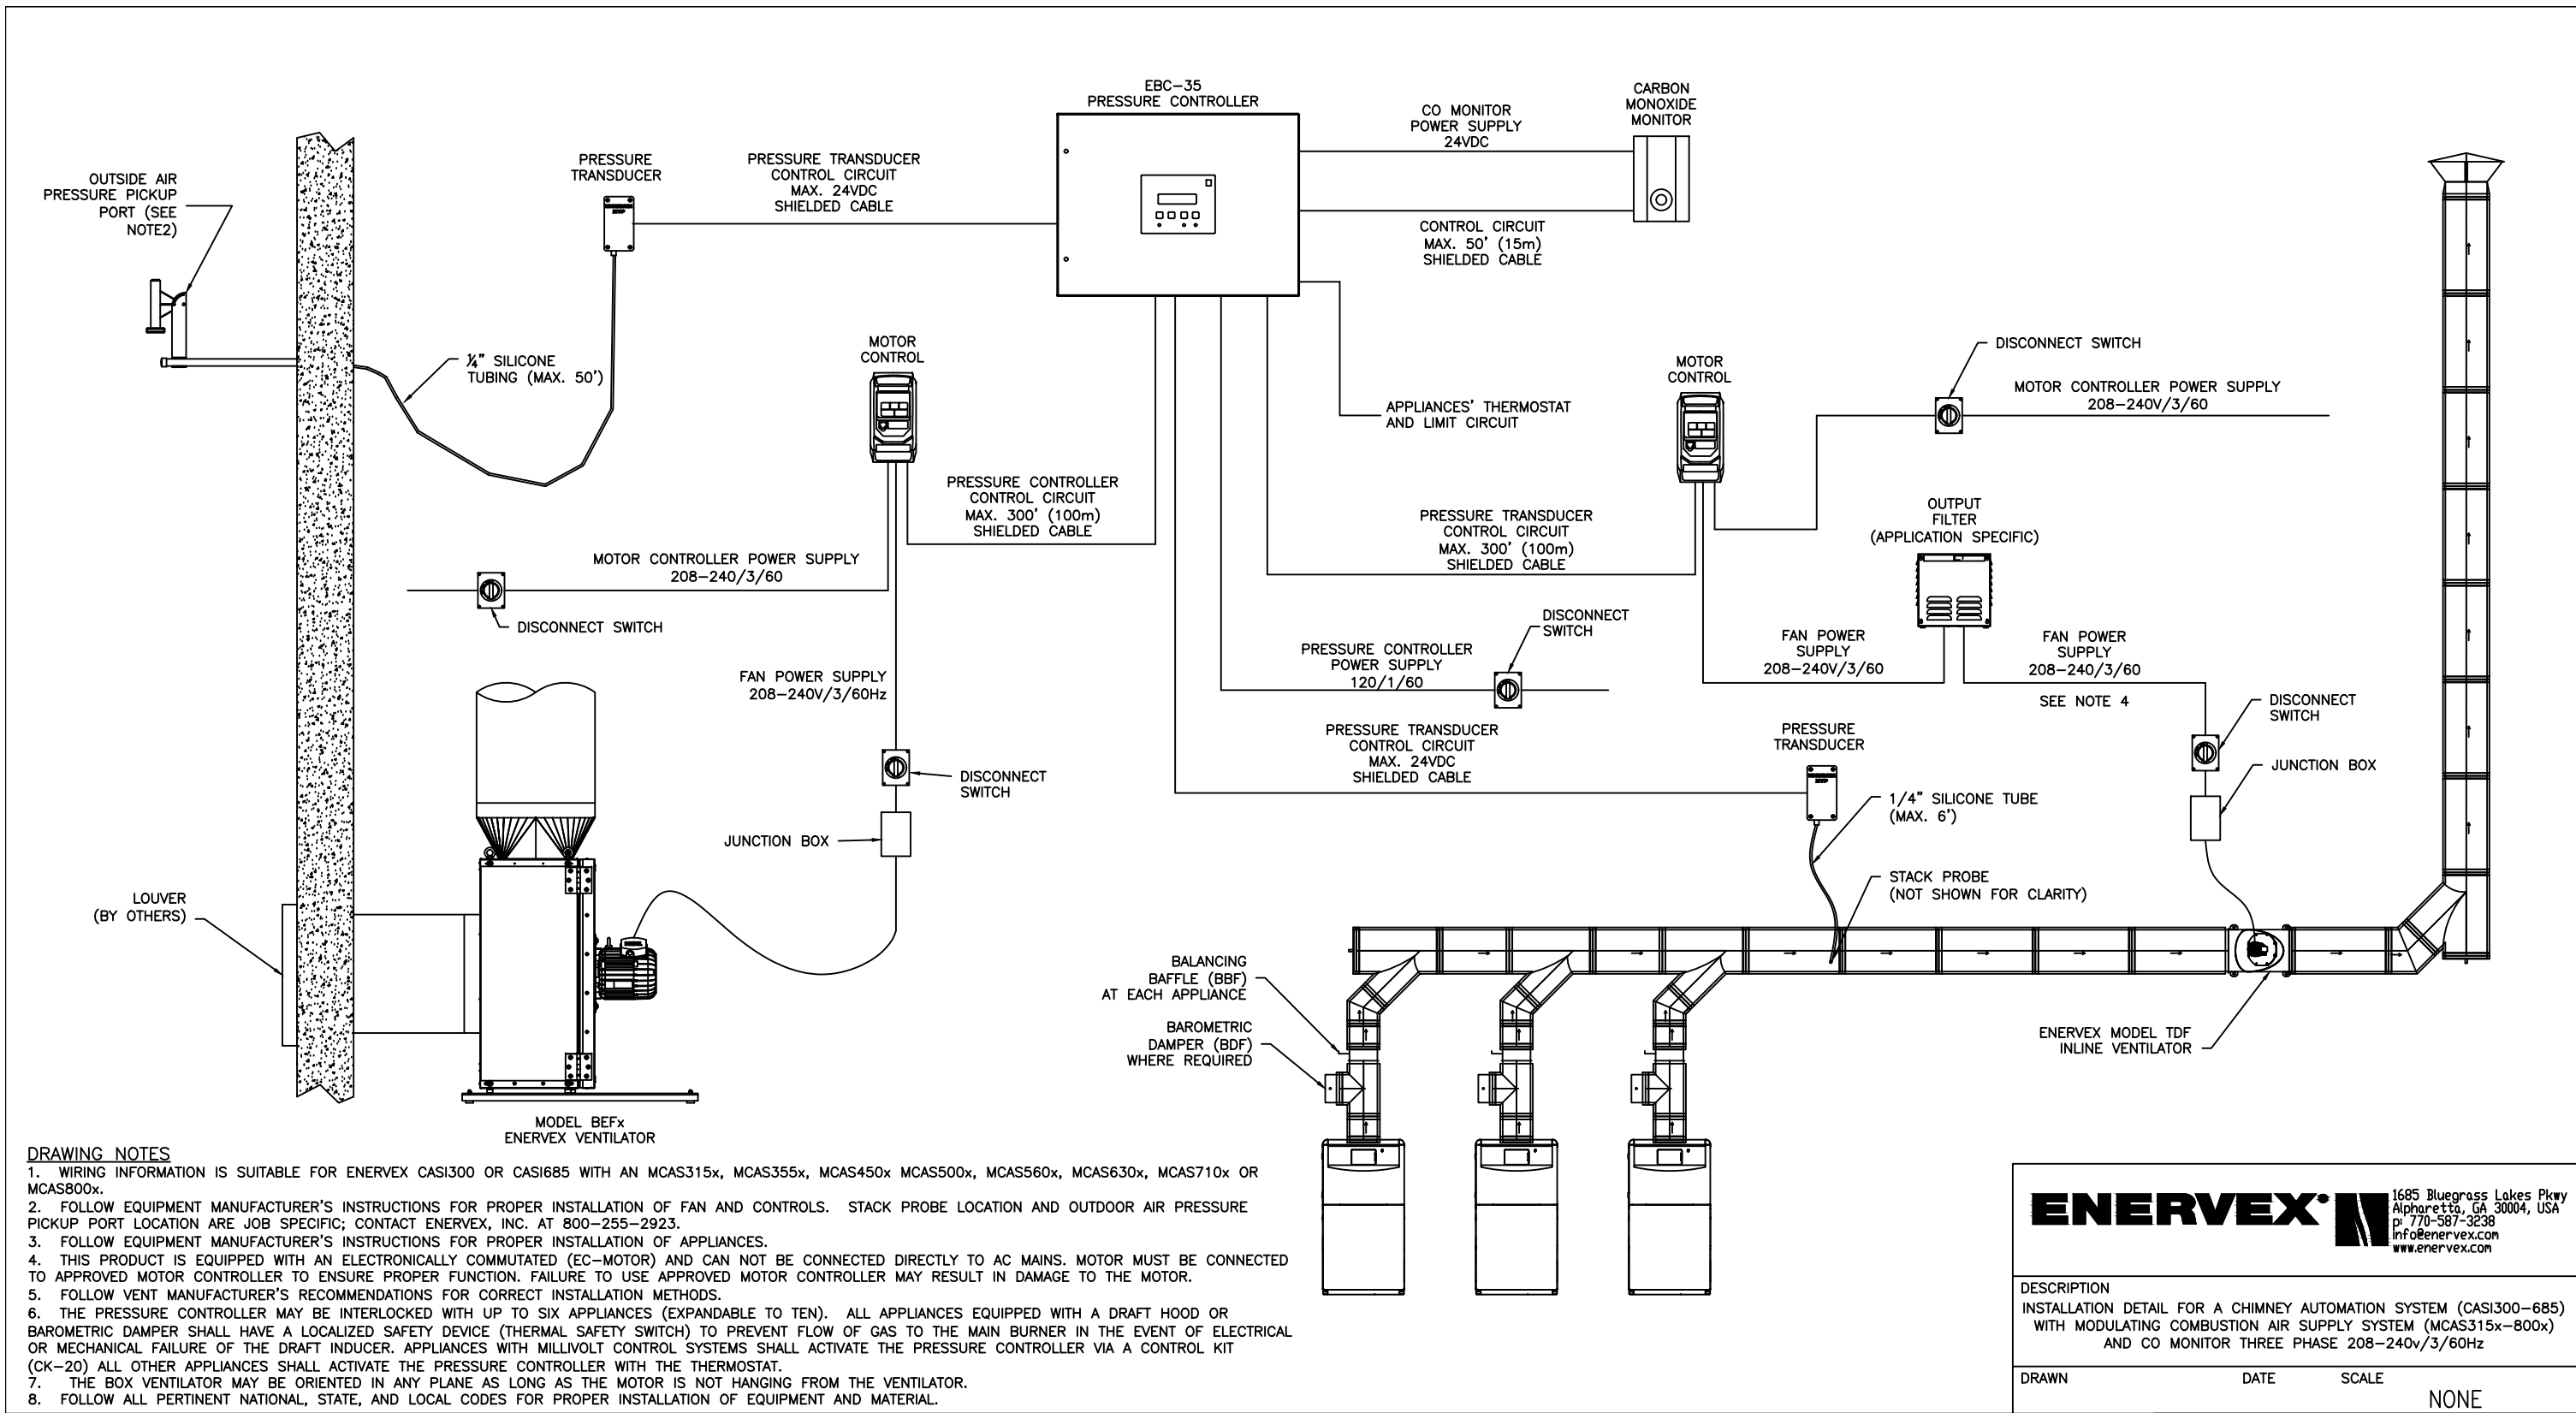 EBC-35
PRESSURE CONTROLLER
CARBON
MONOXIDE
MONITOR
CO MONITOR
POWER SUPPLY
24VDC
CONTROL CIRCUIT
MAX. 50' (15m)
SHIELDED CABLE
PRESSURE
TRANSDUCER
PRESSURE TRANSDUCER
CONTROL CIRCUIT
MAX. 24VDC
SHIELDED CABLE
OUTSIDE AIR
PRESSURE PICKUP
PORT (SEE
NOTE2)
¼" SILICONE
TUBING (MAX. 50')
MOTOR
CONTROL
APPLIANCES' THERMOSTAT
AND LIMIT CIRCUIT
MOTOR
CONTROL
DISCONNECT SWITCH
MOTOR CONTROLLER POWER SUPPLY
208-240V/3/60
PRESSURE CONTROLLER
CONTROL CIRCUIT
MAX. 300' (100m)
SHIELDED CABLE
PRESSURE TRANSDUCER
CONTROL CIRCUIT
MAX. 300' (100m)
SHIELDED CABLE
OUTPUT
FILTER
(APPLICATION SPECIFIC)
MOTOR CONTROLLER POWER SUPPLY
208-240/3/60
DISCONNECT SWITCH
DISCONNECT
SWITCH
PRESSURE CONTROLLER
POWER SUPPLY
120/1/60
FAN POWER
SUPPLY
208-240V/3/60
FAN POWER
SUPPLY
208-240/3/60
SEE NOTE 4
FAN POWER SUPPLY
208-240V/3/60Hz
DISCONNECT
SWITCH
JUNCTION BOX
PRESSURE TRANSDUCER
CONTROL CIRCUIT
MAX. 24VDC
SHIELDED CABLE
PRESSURE
TRANSDUCER
DISCONNECT
SWITCH
JUNCTION BOX
1/4" SILICONE TUBE
(MAX. 6')
STACK PROBE
(NOT SHOWN FOR CLARITY)
LOUVER
(BY OTHERS)
BALANCING
BAFFLE (BBF)
AT EACH APPLIANCE
BAROMETRIC
DAMPER (BDF)
WHERE REQUIRED
ENERVEX MODEL TDF
INLINE VENTILATOR
MODEL BEFx
ENERVEX VENTILATOR
DRAWING NOTES
1. WIRING INFORMATION IS SUITABLE FOR ENERVEX CASI300 OR CASI685 WITH AN MCAS315x, MCAS355x, MCAS450x MCAS500x, MCAS560x, MCAS630x, MCAS710x OR
MCAS800x.
2. FOLLOW EQUIPMENT MANUFACTURER'S INSTRUCTIONS FOR PROPER INSTALLATION OF FAN AND CONTROLS. STACK PROBE LOCATION AND OUTDOOR AIR PRESSURE
PICKUP PORT LOCATION ARE JOB SPECIFIC; CONTACT ENERVEX, INC. AT 800-255-2923.
3. FOLLOW EQUIPMENT MANUFACTURER'S INSTRUCTIONS FOR PROPER INSTALLATION OF APPLIANCES.
4. THIS PRODUCT IS EQUIPPED WITH AN ELECTRONICALLY COMMUTATED (EC-MOTOR) AND CAN NOT BE CONNECTED DIRECTLY TO AC MAINS. MOTOR MUST BE CONNECTED
TO APPROVED MOTOR CONTROLLER TO ENSURE PROPER FUNCTION. FAILURE TO USE APPROVED MOTOR CONTROLLER MAY RESULT IN DAMAGE TO THE MOTOR.
5. FOLLOW VENT MANUFACTURER'S RECOMMENDATIONS FOR CORRECT INSTALLATION METHODS.
6. THE PRESSURE CONTROLLER MAY BE INTERLOCKED WITH UP TO SIX APPLIANCES (EXPANDABLE TO TEN). ALL APPLIANCES EQUIPPED WITH A DRAFT HOOD OR
BAROMETRIC DAMPER SHALL HAVE A LOCALIZED SAFETY DEVICE (THERMAL SAFETY SWITCH) TO PREVENT FLOW OF GAS TO THE MAIN BURNER IN THE EVENT OF ELECTRICAL
OR MECHANICAL FAILURE OF THE DRAFT INDUCER. APPLIANCES WITH MILLIVOLT CONTROL SYSTEMS SHALL ACTIVATE THE PRESSURE CONTROLLER VIA A CONTROL KIT
(CK-20) ALL OTHER APPLIANCES SHALL ACTIVATE THE PRESSURE CONTROLLER WITH THE THERMOSTAT.
7. THE BOX VENTILATOR MAY BE ORIENTED IN ANY PLANE AS LONG AS THE MOTOR IS NOT HANGING FROM THE VENTILATOR.
8. FOLLOW ALL PERTINENT NATIONAL, STATE, AND LOCAL CODES FOR PROPER INSTALLATION OF EQUIPMENT AND MATERIAL.
ENERVEX
1685 Bluegrass Lakes Pkwy
Alpharetta, GA 30004, USA
p: 770-587-3238
info@enervex.com
www.enervex.com
DESCRIPTION
INSTALLATION DETAIL FOR A CHIMNEY AUTOMATION SYSTEM (CASI300-685)
WITH MODULATING COMBUSTION AIR SUPPLY SYSTEM (MCAS315x-800x)
AND CO MONITOR THREE PHASE 208-240v/3/60Hz
DRAWN DATE SCALE
NONE